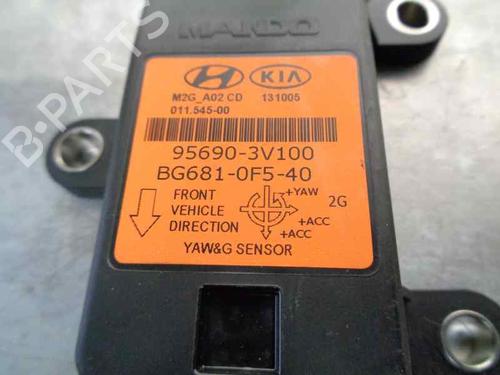 MANDO
HYUNDAI KIA
M2G_A02 CD 131005
011.545-00
95690-3V100
BG681-0F5-40
FRONT +YAW 2G
VEHICLE +ACC
DIRECTION +ACC
YAW&G SENSOR
B-PARTS